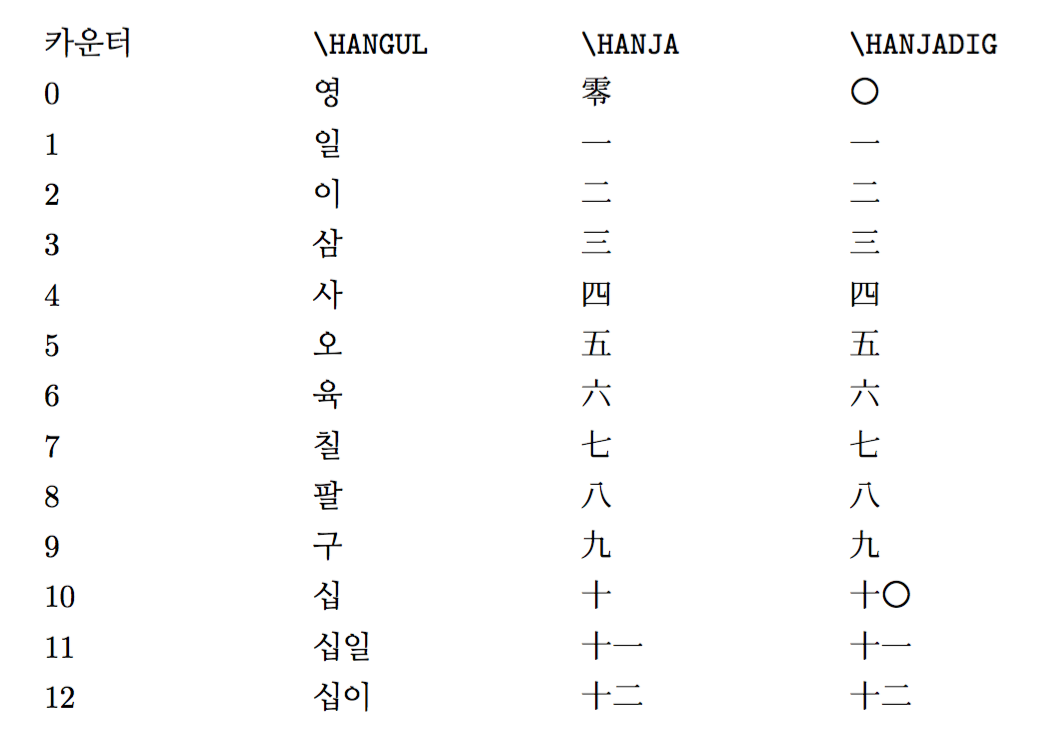 카운터 \HANGUL \HANJA \HANJADIG
0 영 零 〇
1 일 一 一
2 이 二 二
3 삼 三 三
4 사 四 四
5 오 五 五
6 육 六 六
7 칠 七 七
8 팔 八 八
9 구 九 九
10 십 十 十〇
11 십일 十一 十一
12 십이 十二 十二